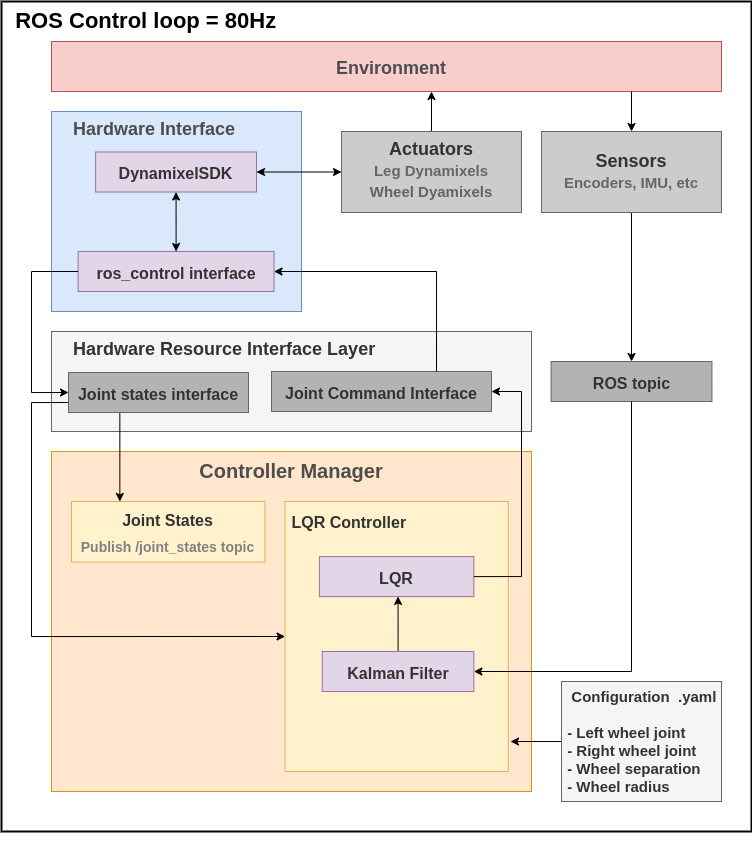 ROS Control loop = 80Hz
Environment
Hardware Interface
DynamixelSDK
ros_control interface
Actuators
Leg Dynamixels
Wheel Dyamixels
Sensors
Encoders, IMU, etc
Hardware Resource Interface Layer
Joint states interface
Joint Command Interface
ROS topic
Controller Manager
Joint States
Publish /joint_states topic
LQR Controller
LQR
Kalman Filter
Configuration .yaml
- Left wheel joint
- Right wheel joint
- Wheel separation
- Wheel radius